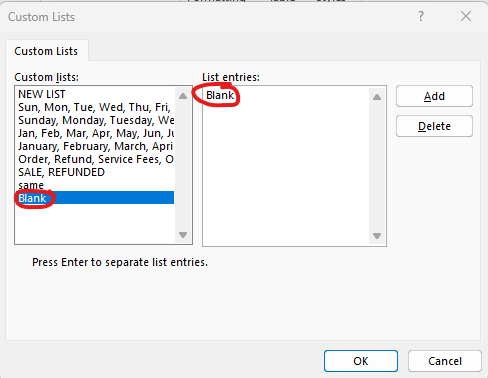 Custom Lists
?
Custom Lists
Custom lists:
List entries:
NEW LIST
Sun, Mon, Tue, Wed, Thu, Fri,
Sunday, Monday, Tuesday, We
Jan, Feb, Mar, Apr, May, Jun, Ju
January, February, March, Apri
Order, Refund, Service Fees, O
SALE, REFUNDED
same
Blank
Blank
Add
Delete
Press Enter to separate list entries.
OK
Cancel